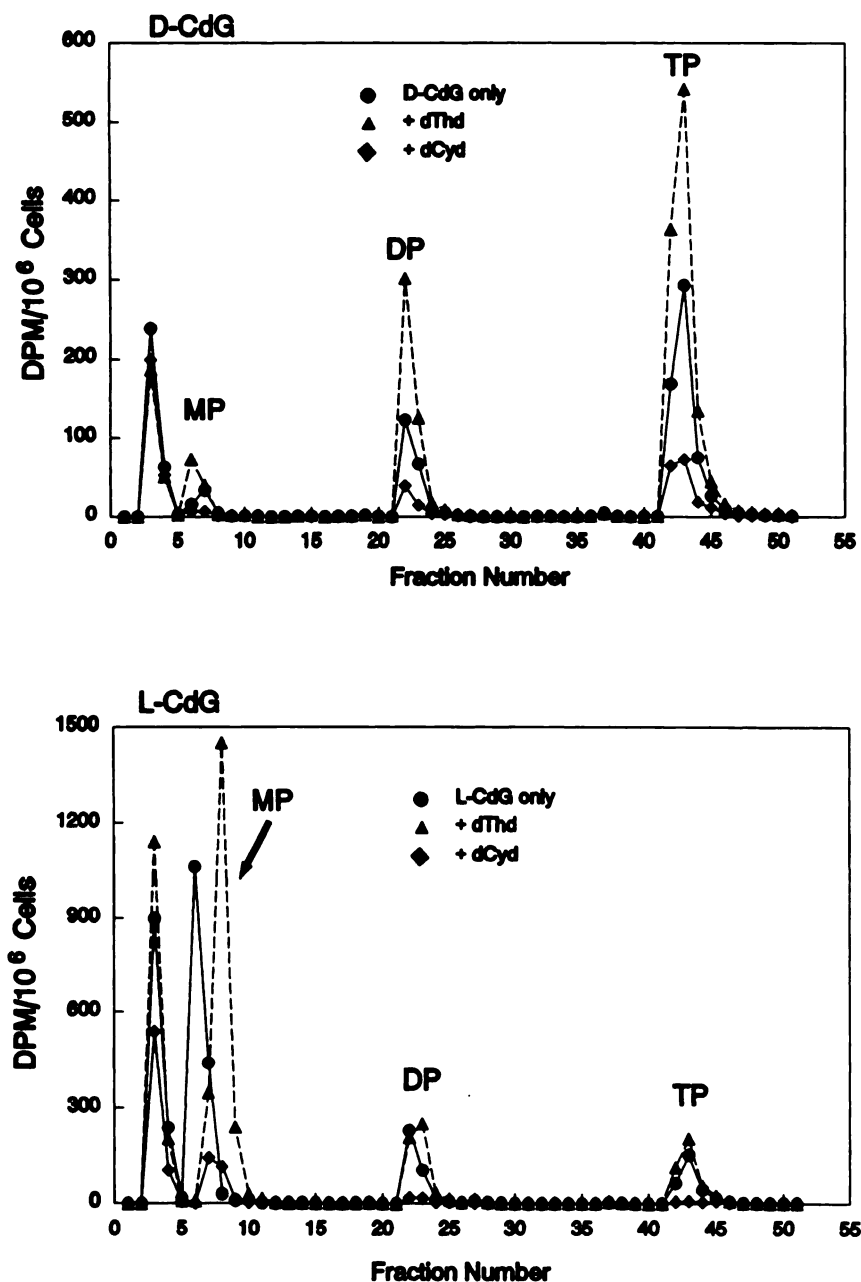 D-CdG
600
500
400
300
200
100
0
DPM/10⁶ Cells
D-CdG only
+ dThd
+ dCyd
MP
DP
TP
0 5 10 15 20 25 30 35 40 45 50 55
Fraction Number
L-CdG
1500
1200
900
600
300
0
DPM/10⁶ Cells
L-CdG only
+ dThd
+ dCyd
MP
DP
TP
0 5 10 15 20 25 30 35 40 45 50 55
Fraction Number